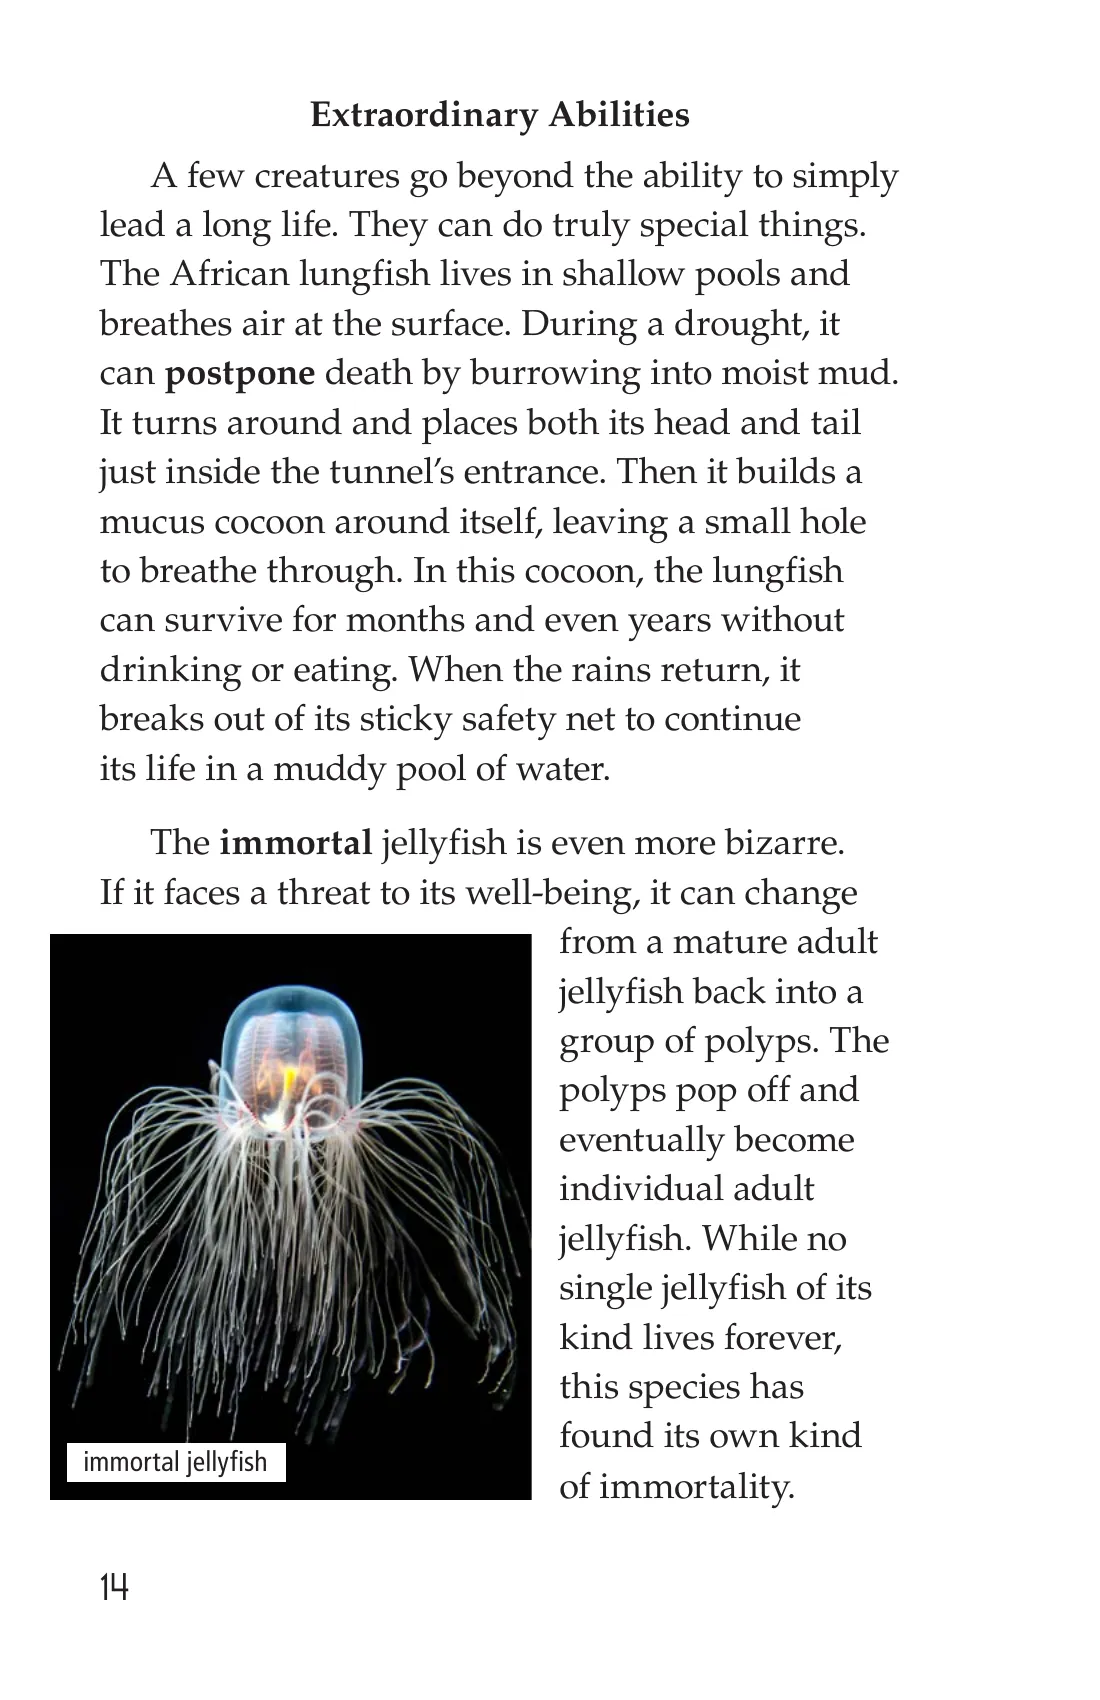 Extraordinary Abilities
A few creatures go beyond the ability to simply
lead a long life. They can do truly special things.
The African lungfish lives in shallow pools and
breathes air at the surface. During a drought, it
can postpone death by burrowing into moist mud.
It turns around and places both its head and tail
just inside the tunnel’s entrance. Then it builds a
mucus cocoon around itself, leaving a small hole
to breathe through. In this cocoon, the lungfish
can survive for months and even years without
drinking or eating. When the rains return, it
breaks out of its sticky safety net to continue
its life in a muddy pool of water.
The immortal jellyfish is even more bizarre.
If it faces a threat to its well-being, it can change
from a mature adult
jellyfish back into a
group of polyps. The
polyps pop off and
eventually become
individual adult
jellyfish. While no
single jellyfish of its
kind lives forever,
this species has
found its own kind
of immortality.
immortal jellyfish
14